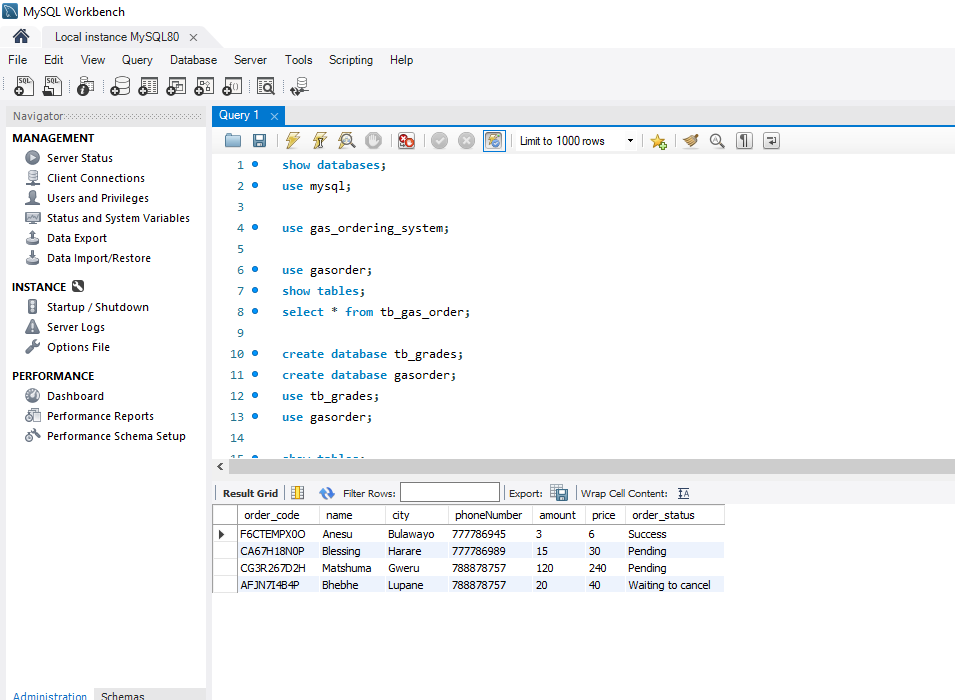 MySQL Workbench
Local instance MySQL80
File Edit View Query Database Server Tools Scripting Help
Navigator
MANAGEMENT
Server Status
Client Connections
Users and Privileges
Status and System Variables
Data Export
Data Import/Restore
INSTANCE
Startup / Shutdown
Server Logs
Options File
PERFORMANCE
Dashboard
Performance Reports
Performance Schema Setup
Administration Schemas
Query 1
Limit to 1000 rows
1 show databases;
2 use mysql;
3
4 use gas_ordering_system;
5
6 use gasorder;
7 show tables;
8 select * from tb_gas_order;
9
10 create database tb_grades;
11 create database gasorder;
12 use tb_grades;
13 use gasorder;
14
15 show tables;
Result Grid Filter Rows: Export: Wrap Cell Content:
order_code name city phoneNumber amount price order_status
F6CTEMPX0O Anesu Bulawayo 777786945 3 6 Success
CA67H18N0P Blessing Harare 777786989 15 30 Pending
CG3R267D2H Matshuma Gweru 788878757 120 240 Pending
AFJN7I4B4P Bhebhe Lupane 788878757 20 40 Waiting to cancel